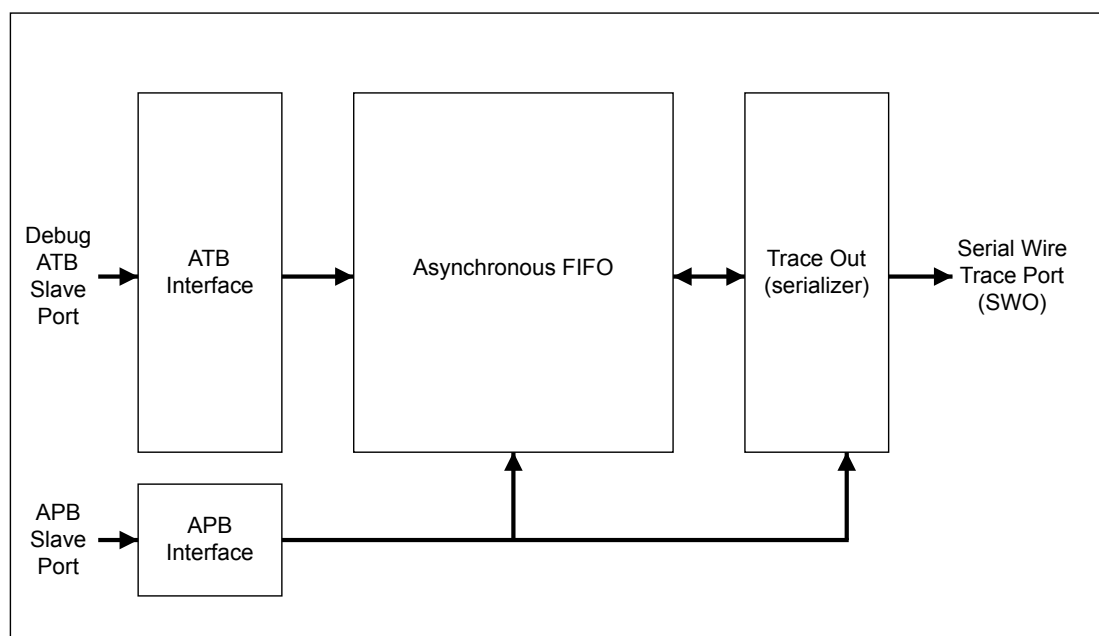 Debug
ATB
Slave
Port
ATB
Interface
Asynchronous FIFO
Trace Out
(serializer)
Serial Wire
Trace Port
(SWO)
APB
Slave
Port
APB
Interface